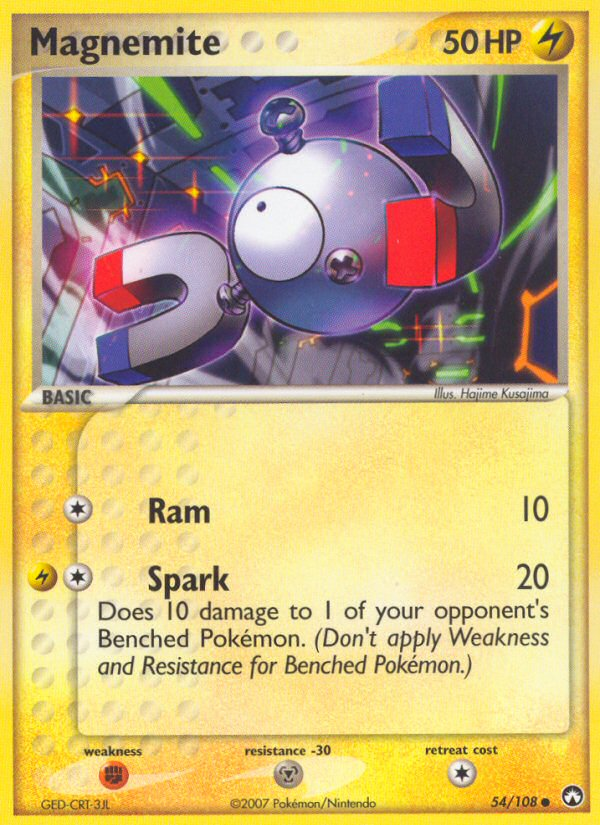 Magnemite 50 HP
BASIC
Illus. Hajime Kusajima
Ram 10
Spark 20
Does 10 damage to 1 of your opponent's
Benched Pokémon. (Don't apply Weakness
and Resistance for Benched Pokémon.)
weakness resistance -30 retreat cost
GED-CRT-3JL ©2007 Pokémon/Nintendo 54/108